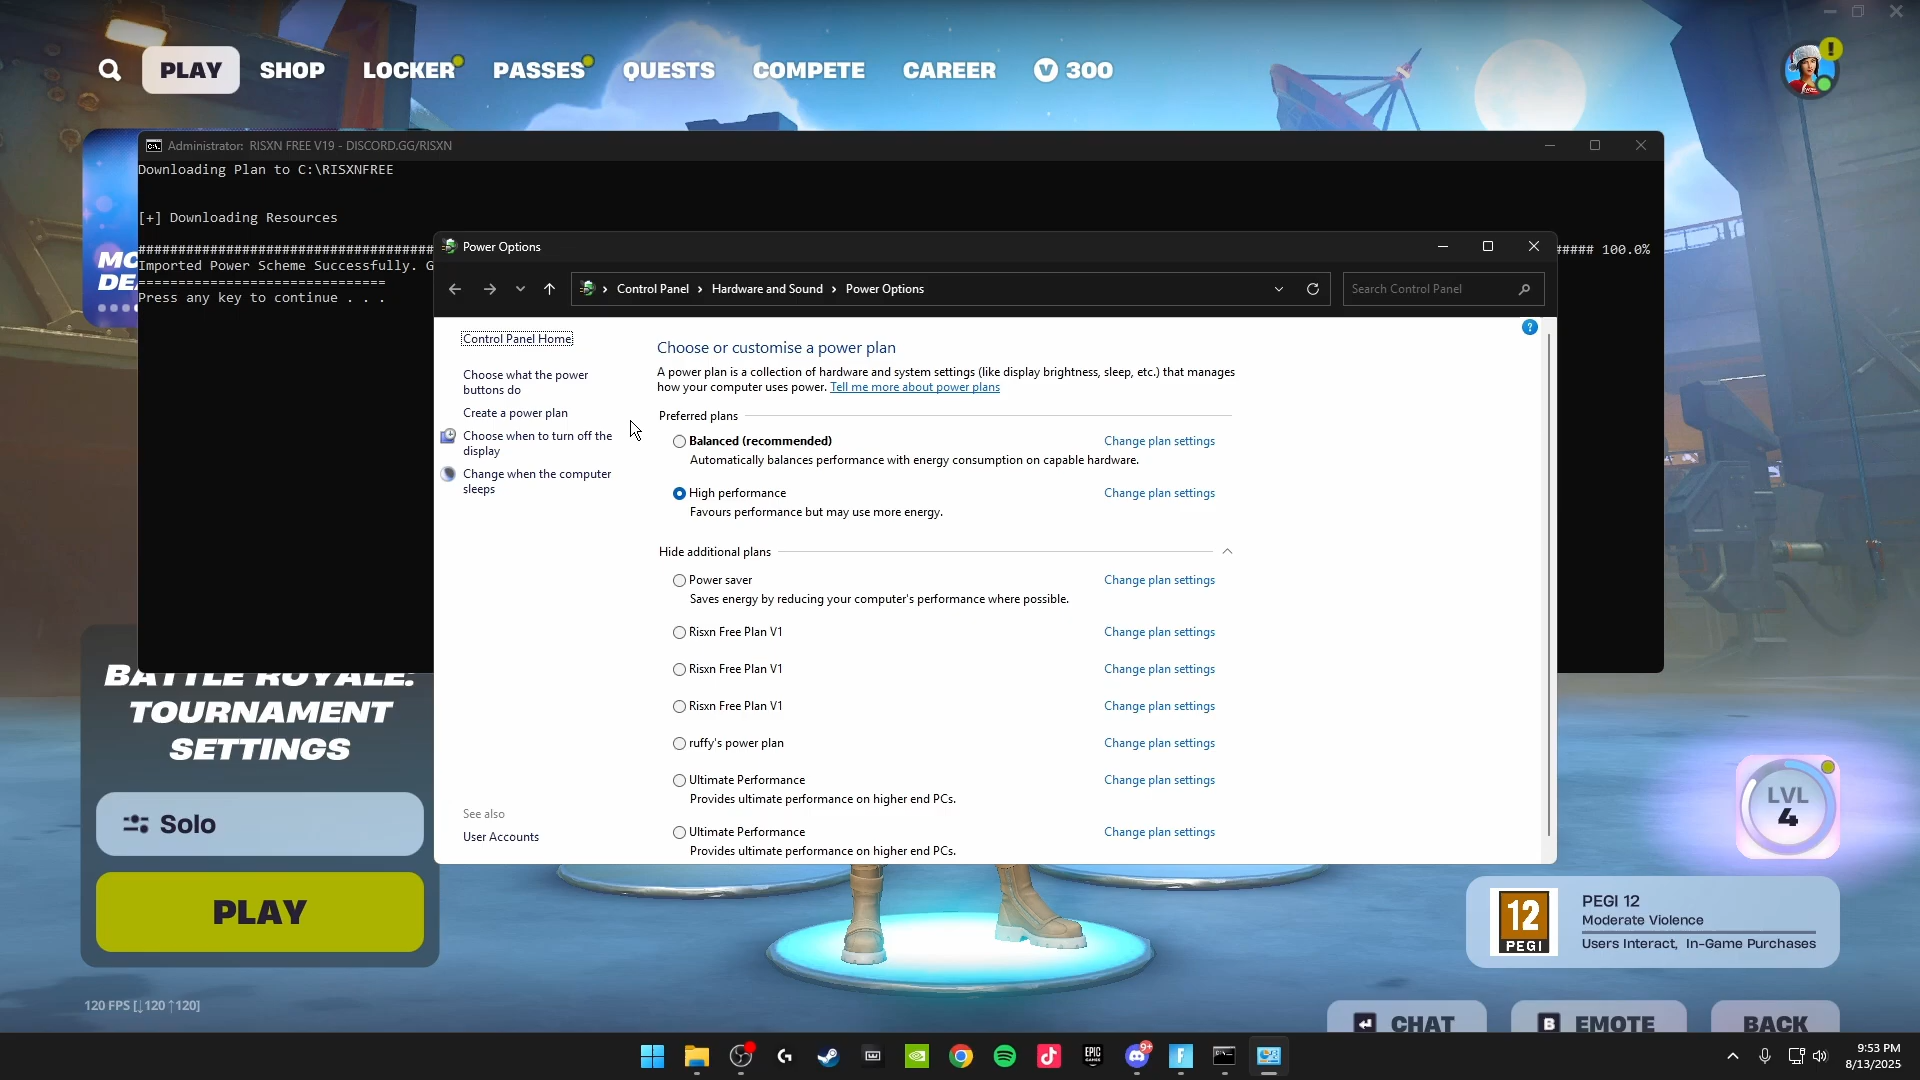 PLAY
SHOP
LOCKER
PASSES
QUESTS
COMPETE
CAREER
300
!
Administrator: RISXN FREE V19 - DISCORD.GG/RISXN
Downloading Plan to C:\RISXNFREE
[+] Downloading Resources
##### 100.0%
Imported Power Scheme Successfully. G
===============================
Press any key to continue . . .
Power Options
Control Panel › Hardware and Sound › Power Options
Search Control Panel
Control Panel Home
Choose what the power
buttons do
Create a power plan
Choose when to turn off the
display
Change when the computer
sleeps
See also
User Accounts
Choose or customise a power plan
A power plan is a collection of hardware and system settings (like display brightness, sleep, etc.) that manages
how your computer uses power. Tell me more about power plans
Preferred plans
Balanced (recommended) Change plan settings
Automatically balances performance with energy consumption on capable hardware.
High performance Change plan settings
Favours performance but may use more energy.
Hide additional plans
Power saver Change plan settings
Saves energy by reducing your computer's performance where possible.
Risxn Free Plan V1 Change plan settings
Risxn Free Plan V1 Change plan settings
Risxn Free Plan V1 Change plan settings
ruffy's power plan Change plan settings
Ultimate Performance Change plan settings
Provides ultimate performance on higher end PCs.
Ultimate Performance Change plan settings
Provides ultimate performance on higher end PCs.
BATTLE ROYALE:
TOURNAMENT
SETTINGS
Solo
PLAY
120 FPS [↓120 ↑120]
LVL
4
12
PEGI
PEGI 12
Moderate Violence
Users Interact, In-Game Purchases
CHAT
B EMOTE
BACK
EPIC
GAMES
9+
9:53 PM
8/13/2025